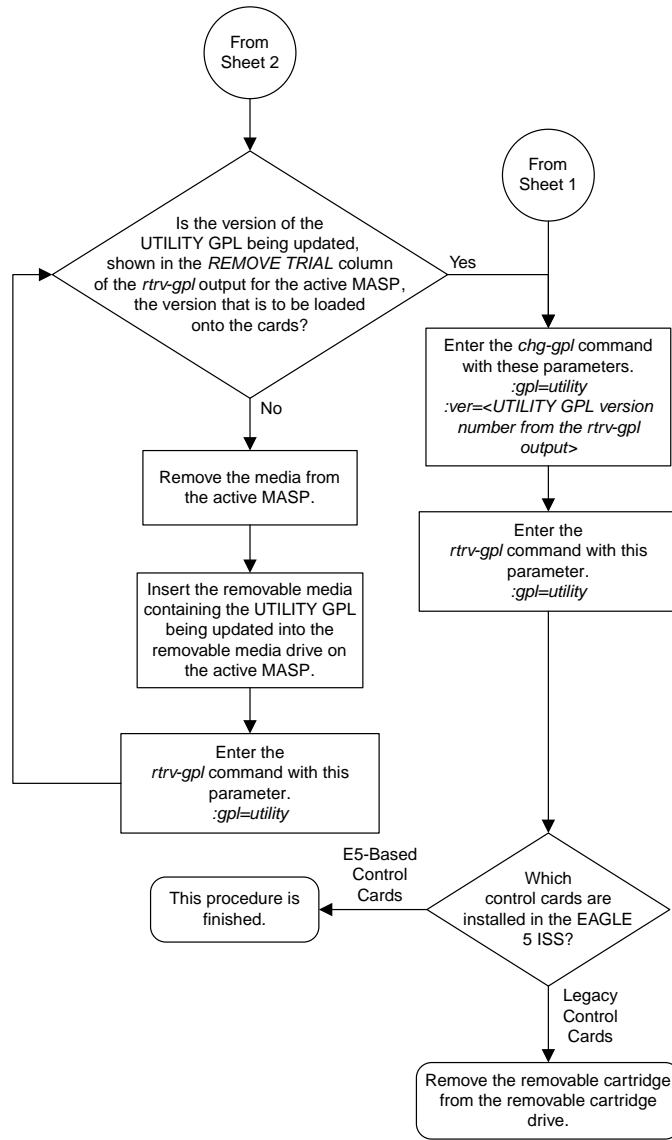 From
Sheet 2
From
Sheet 1
Is the version of the
UTILITY GPL being updated,
shown in the REMOVE TRIAL column
of the rtrv-gpl output for the active MASP,
the version that is to be loaded
onto the cards?
Yes
No
Enter the chg-gpl command
with these parameters.
:gpl=utility
:ver=<UTILITY GPL version
number from the rtrv-gpl
output>
Remove the media from
the active MASP.
Enter the
rtrv-gpl command with this
parameter.
:gpl=utility
Insert the removable media
containing the UTILITY GPL
being updated into the
removable media drive on
the active MASP.
Enter the
rtrv-gpl command with this
parameter.
:gpl=utility
E5-Based
Control
Cards
This procedure is
finished.
Which
control cards are
installed in the EAGLE
5 ISS?
Legacy
Control
Cards
Remove the removable cartridge
from the removable cartridge
drive.